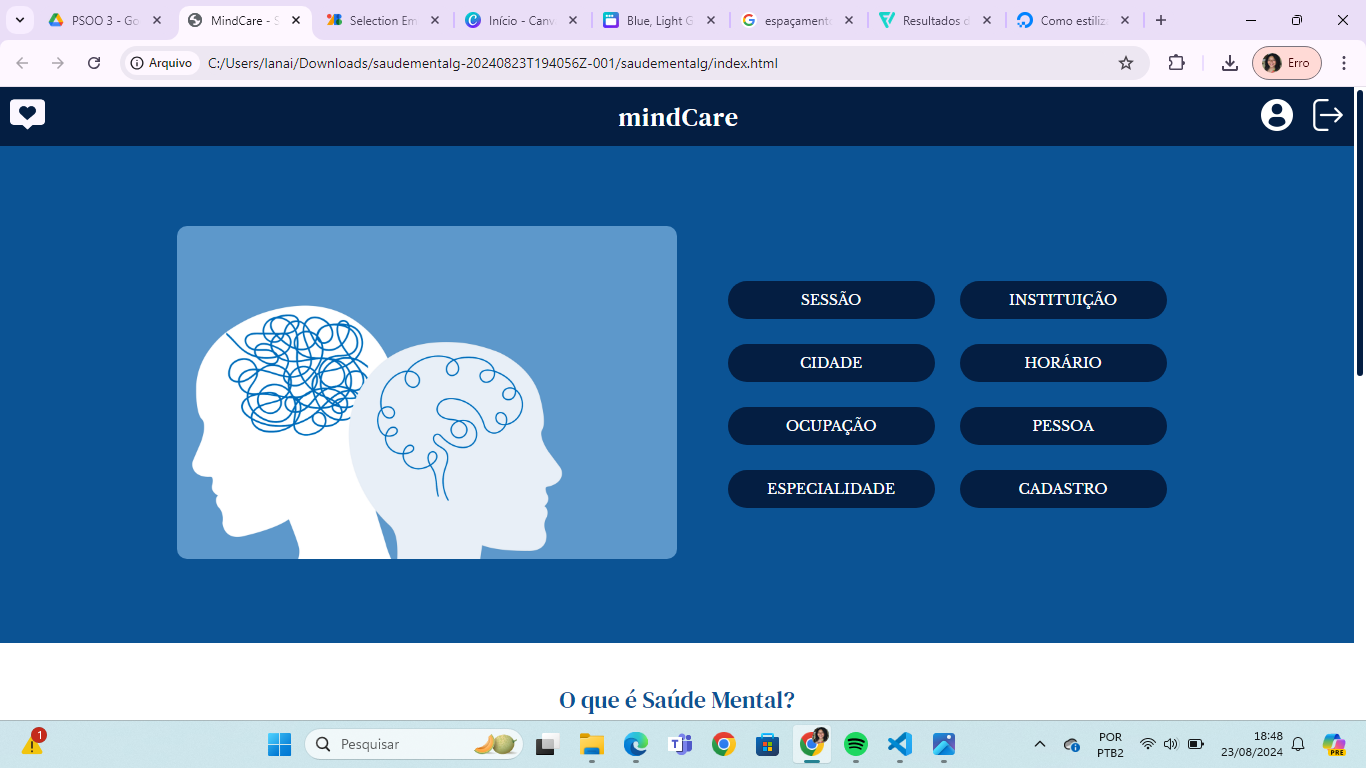 PSOO 3 - Go
MindCare - S
Selection Em
Início - Canv
Blue, Light G
espaçament
Resultados d
Como estiliz
Arquivo
C:/Users/Ianai/Downloads/saudementalg-20240823T194056Z-001/saudementalg/index.html
Erro
mindCare
SESSÃO
INSTITUIÇÃO
CIDADE
HORÁRIO
OCUPAÇÃO
PESSOA
ESPECIALIDADE
CADASTRO
O que é Saúde Mental?
1
Pesquisar
POR
PTB2
18:48
23/08/2024
PRE